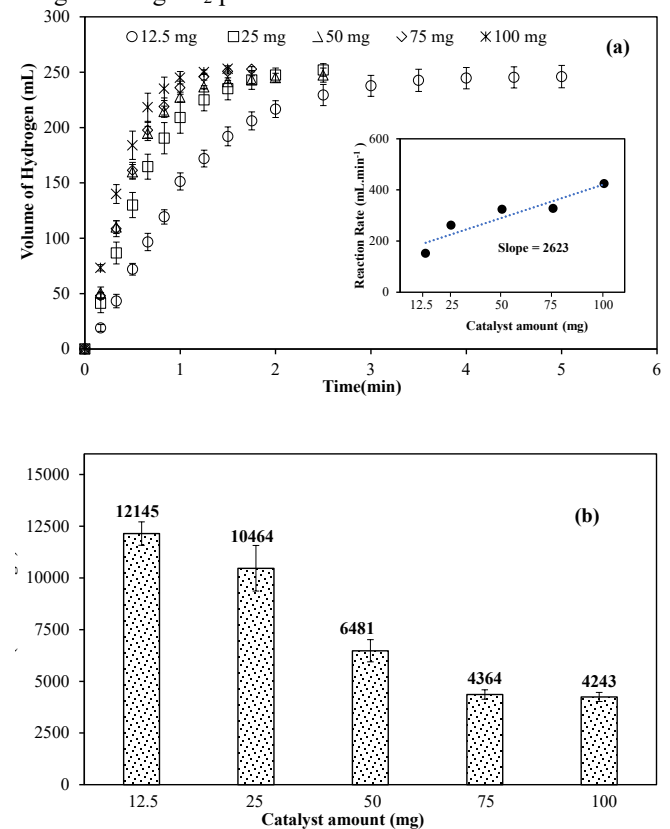 300
12.5 mg 25 mg 50 mg 75 mg 100 mg
(a)
250
200
150
100
50
0
Volume of Hydrogen (mL)
0 1 2 3 4 5 6
Time(min)
600
400
200
0
Reaction Rate (mL.min⁻¹)
Slope = 2623
12.5 25 50 75 100
Catalyst amount (mg)
15000
12500
10000
7500
5000
2500
0
(b)
12145
10464
6481
4364
4243
12.5 25 50 75 100
Catalyst amount (mg)